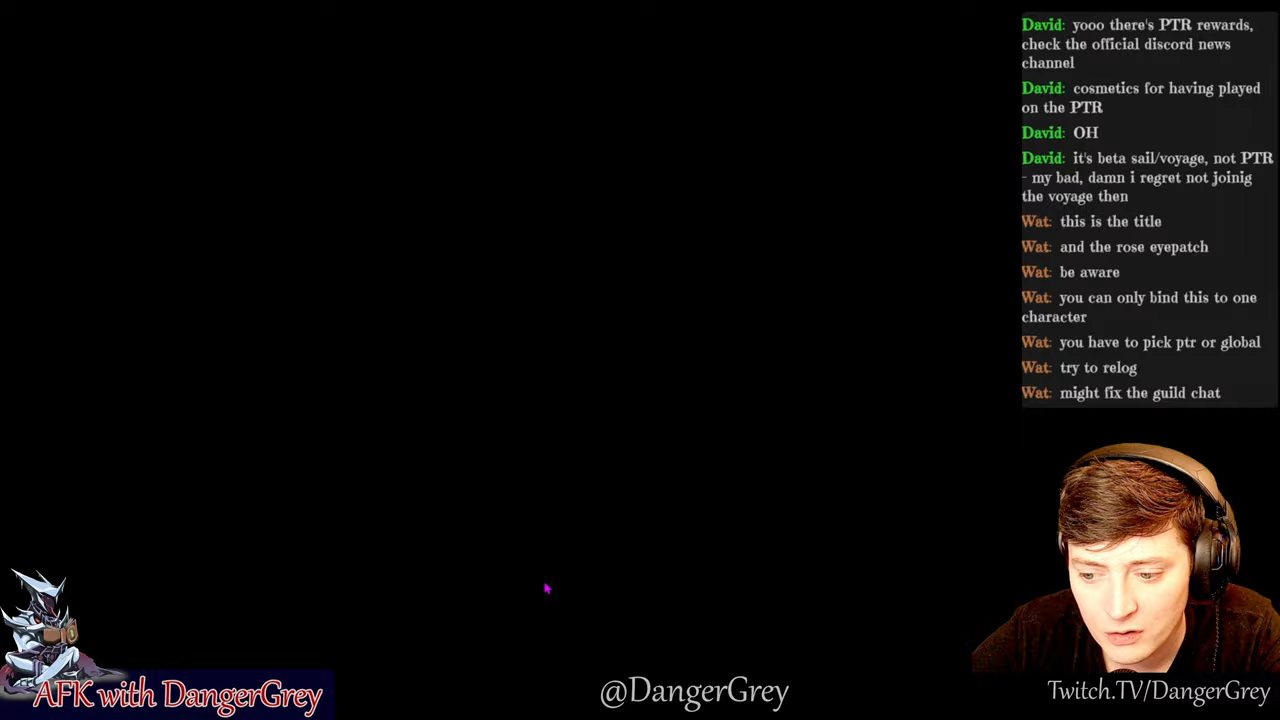 David: yooo there's PTR rewards,
check the official discord news
channel
David: cosmetics for having played
on the PTR
David: OH
David: it's beta sail/voyage, not PTR
- my bad, damn i regret not joinig
the voyage then
Wat: this is the title
Wat: and the rose eyepatch
Wat: be aware
Wat: you can only bind this to one
character
Wat: you have to pick ptr or global
Wat: try to relog
Wat: might fix the guild chat
AFK with DangerGrey
@DangerGrey
Twitch.TV/DangerGrey